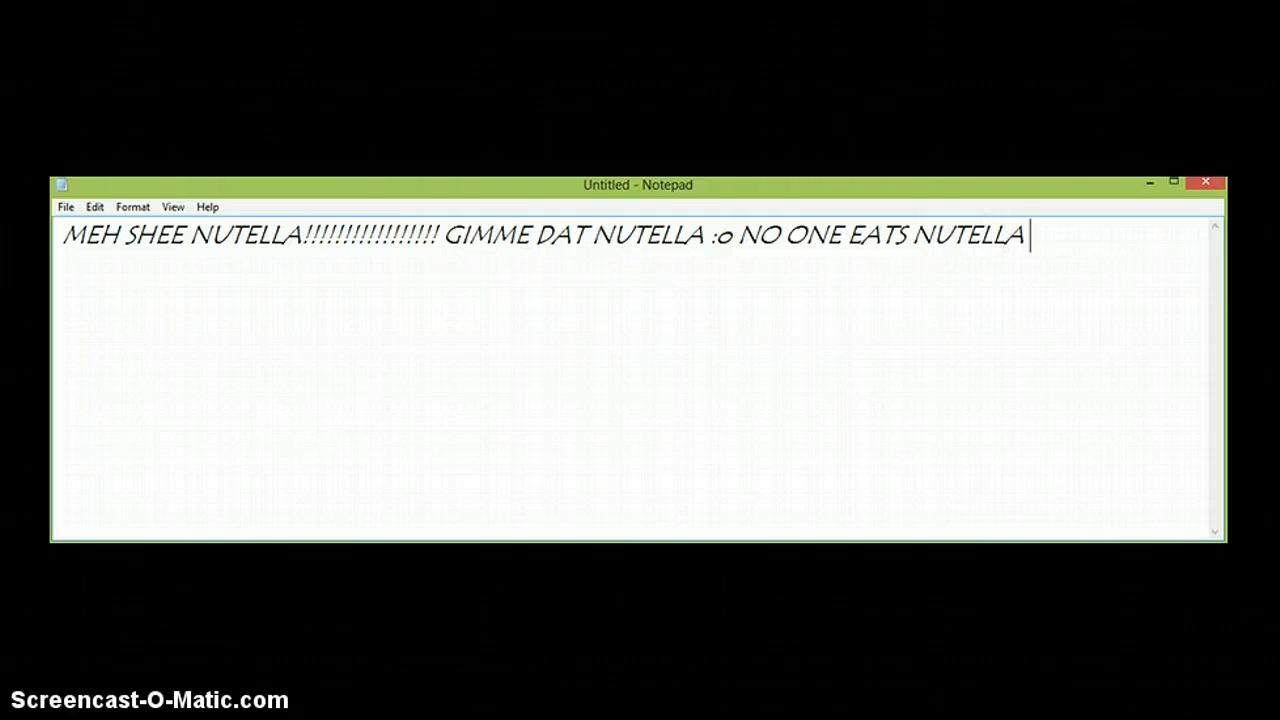 Untitled - Notepad
File Edit Format View Help
MEH SHEE NUTELLA!!!!!!!!!!!!!!!!! GIMME DAT NUTELLA :o NO ONE EATS NUTELLA
Screencast-O-Matic.com